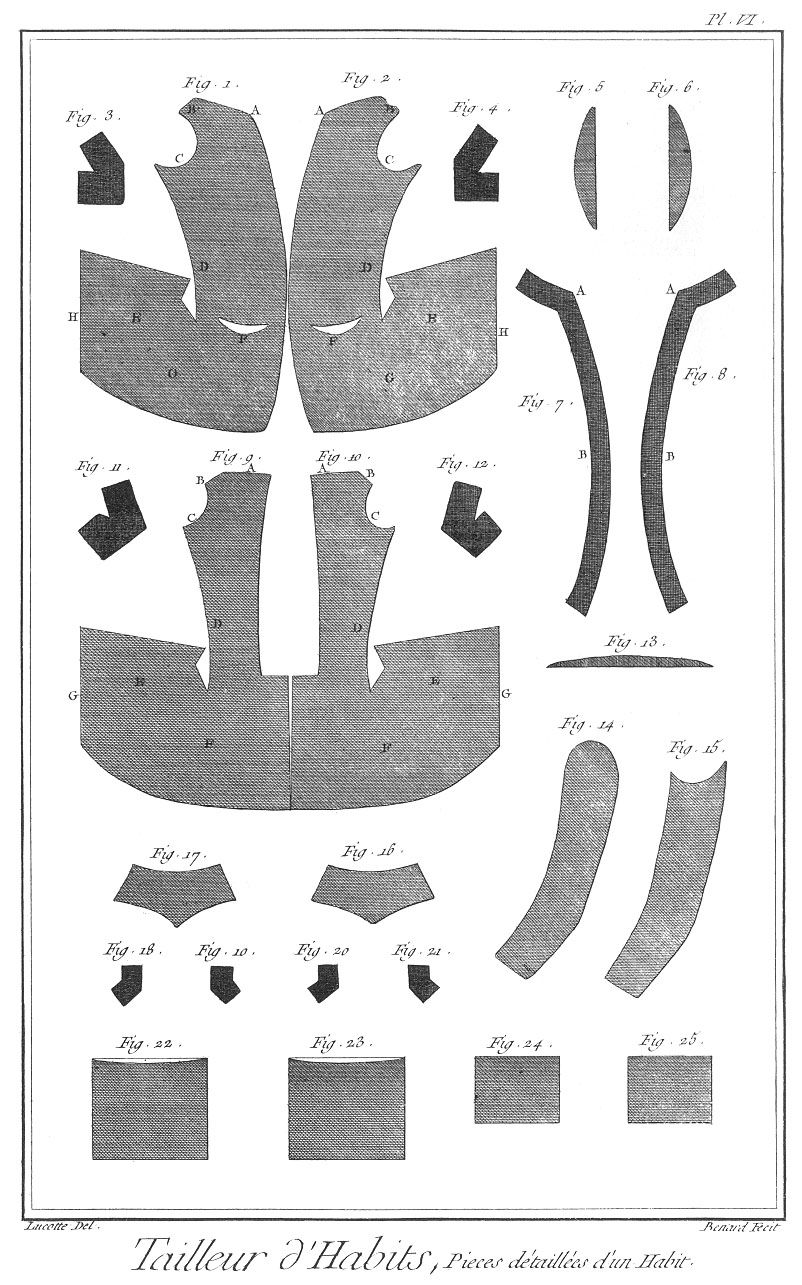 Pl. VI.
Fig. 1. Fig. 2. Fig. 5 Fig. 6.
Fig. 3. Fig. 4.
B A A B
C C
D D
A A
H E E H
F F
G G
Fig. 7. Fig. 8.
B B
Fig. 11. Fig. 9. Fig. 10. Fig. 12.
A A
B B
C C
D D
Fig. 13.
G E E G
F F
Fig. 14.
Fig. 15.
Fig. 17. Fig. 16.
Fig. 18. Fig. 10. Fig. 20 Fig. 21.
Fig. 22. Fig. 23. Fig. 24. Fig. 25.
Lucotte Del. Benard Fecit
Tailleur d'Habits, Pieces détaillées d'un Habit.